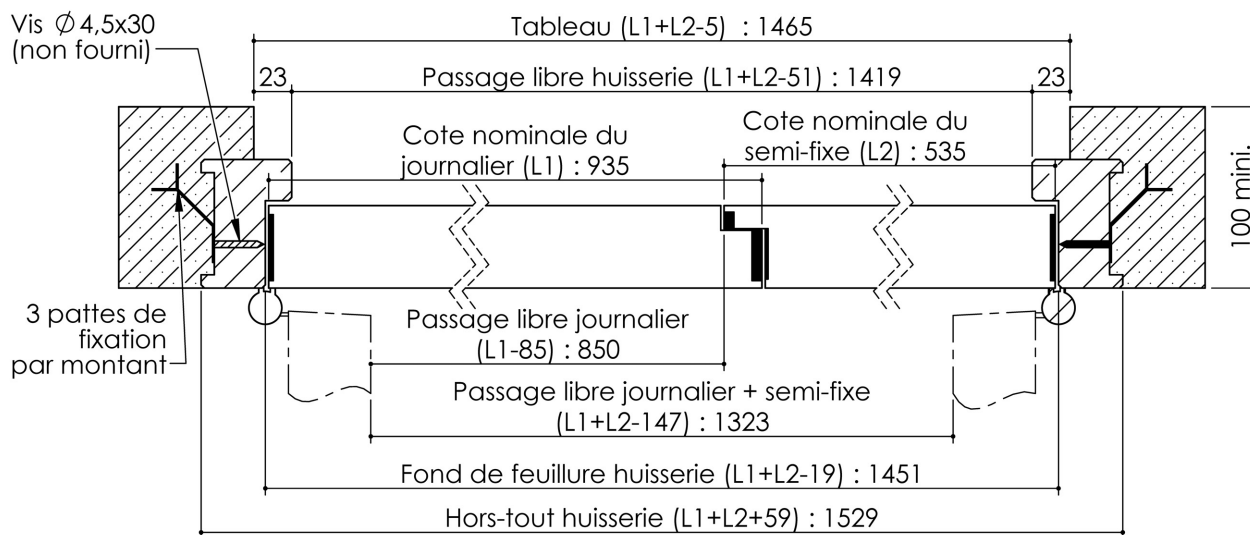 Vis Ø 4,5x30
(non fourni)
Tableau (L1+L2-5) : 1465
23
Passage libre huisserie (L1+L2-51) : 1419
23
Cote nominale du
journalier (L1) : 935
Cote nominale du
semi-fixe (L2) : 535
100 mini.
3 pattes de
fixation
par montant
Passage libre journalier
(L1-85) : 850
Passage libre journalier + semi-fixe
(L1+L2-147) : 1323
Fond de feuillure huisserie (L1+L2-19) : 1451
Hors-tout huisserie (L1+L2+59) : 1529